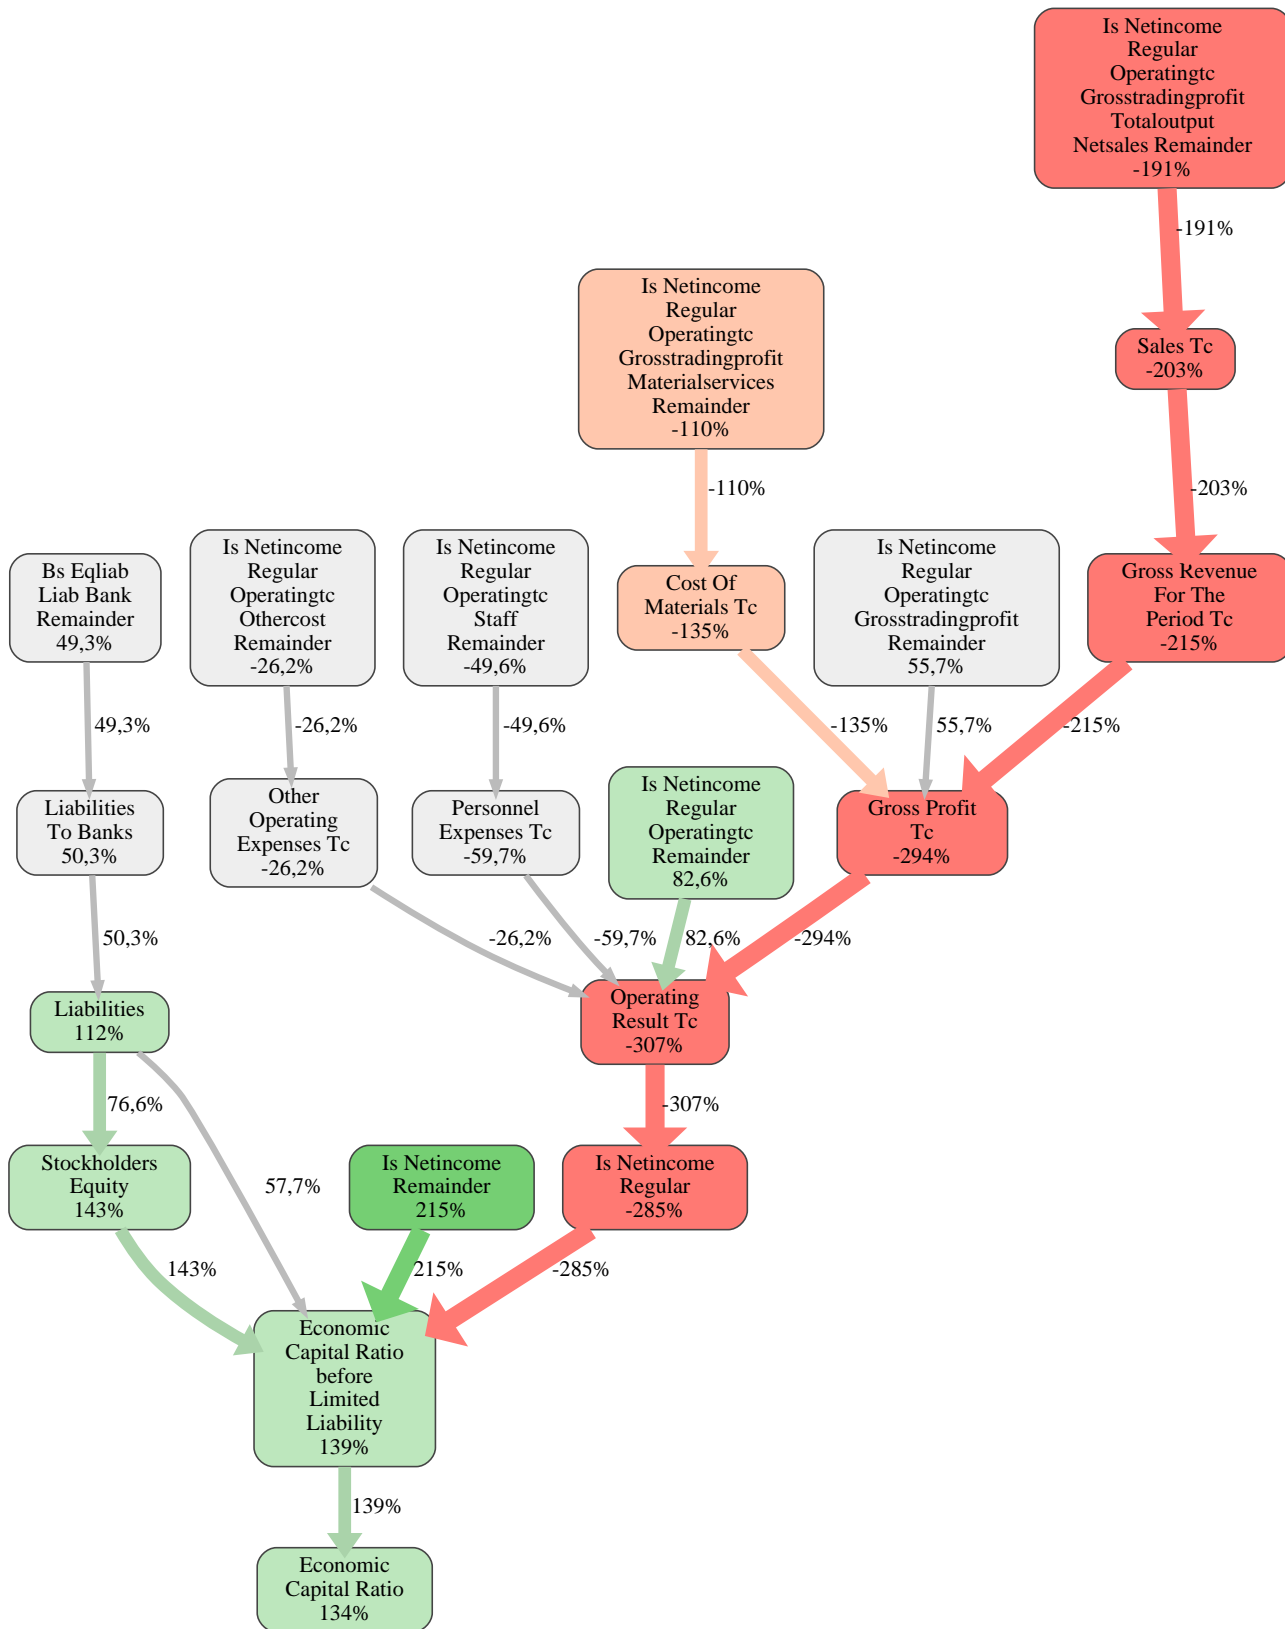 Is Netincome
Regular
Operatingtc
Grosstradingprofit
Totaloutput
Netsales Remainder
-191%
-191%
Is Netincome
Regular
Operatingtc
Grosstradingprofit
Materialservices
Remainder
-110%
Sales Tc
-203%
-110%
-203%
Bs Eqliab
Liab Bank
Remainder
49,3%
Is Netincome
Regular
Operatingtc
Othercost
Remainder
-26,2%
Is Netincome
Regular
Operatingtc
Staff
Remainder
-49,6%
Cost Of
Materials Tc
-135%
Is Netincome
Regular
Operatingtc
Grosstradingprofit
Remainder
55,7%
Gross Revenue
For The
Period Tc
-215%
49,3%
-26,2%
-49,6%
-135%
55,7%
-215%
Liabilities
To Banks
50,3%
Other
Operating
Expenses Tc
-26,2%
Personnel
Expenses Tc
-59,7%
Is Netincome
Regular
Operatingtc
Remainder
82,6%
Gross Profit
Tc
-294%
50,3%
-26,2%
-59,7%
82,6%
-294%
Liabilities
112%
Operating
Result Tc
-307%
76,6%
-307%
Stockholders
Equity
143%
57,7%
Is Netincome
Remainder
215%
Is Netincome
Regular
-285%
143%
215%
-285%
Economic
Capital Ratio
before
Limited
Liability
139%
139%
Economic
Capital Ratio
134%